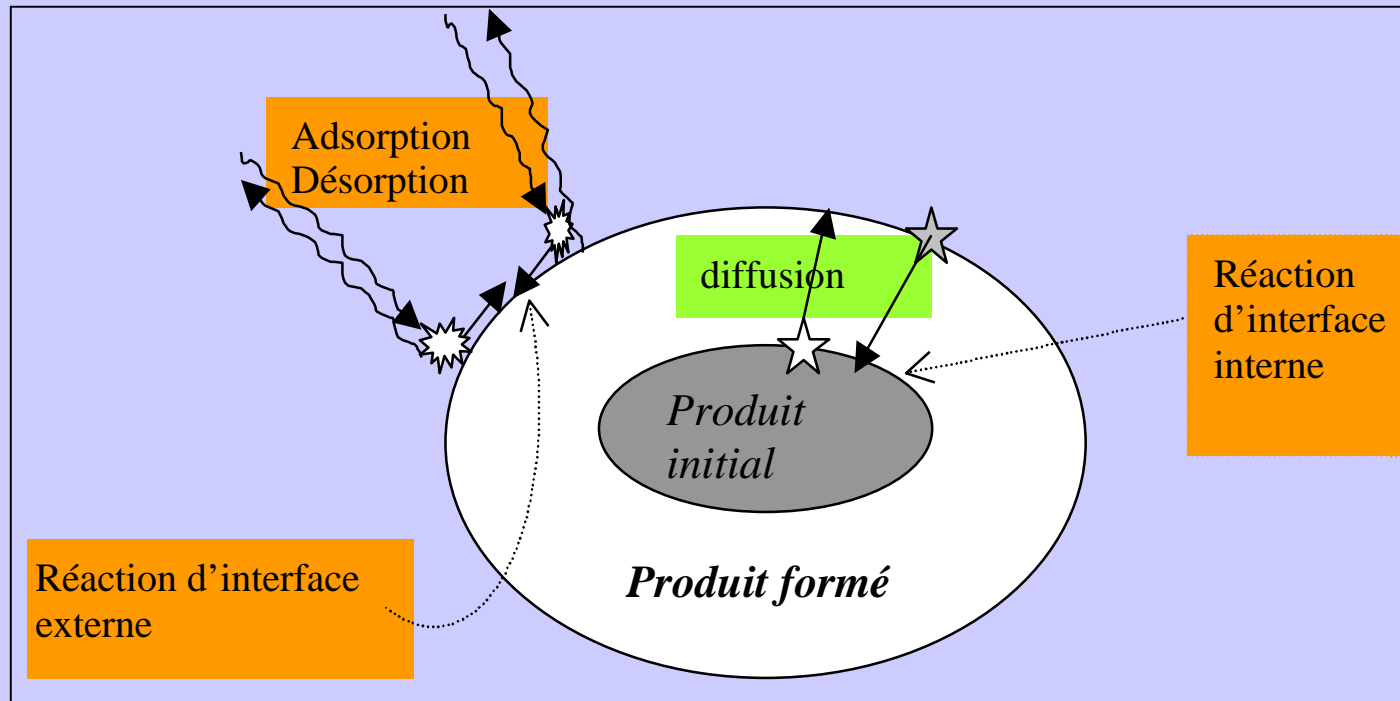 Adsorption
Désorption
diffusion
Réaction
d’interface
interne
Produit
initial
Réaction d’interface
externe
Produit formé